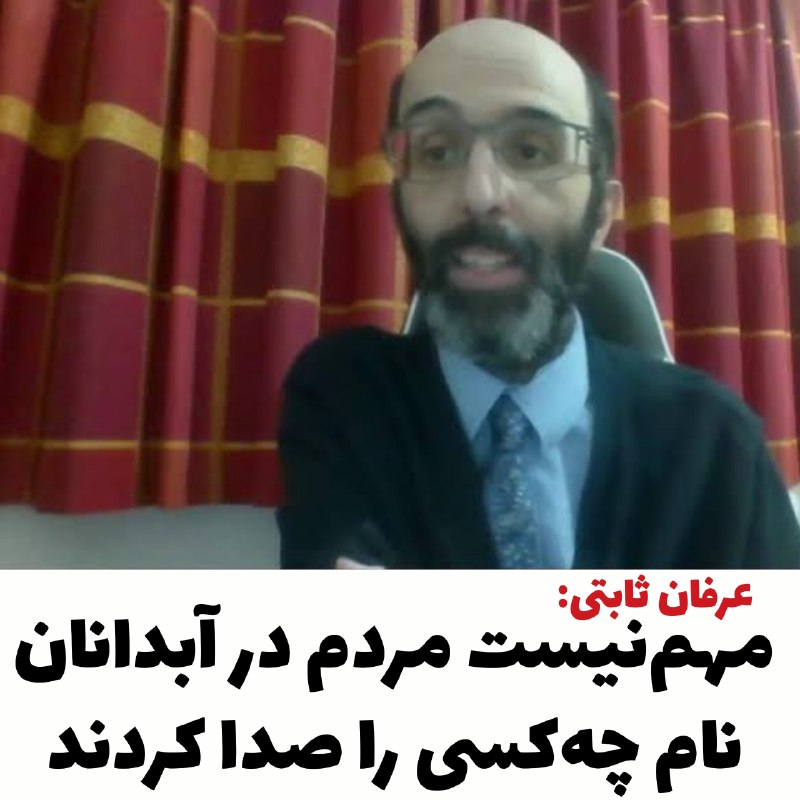 عرفان ثابتی:
مهم‌نیست مردم در آبدانان
نام چه‌کسی را صدا کردند